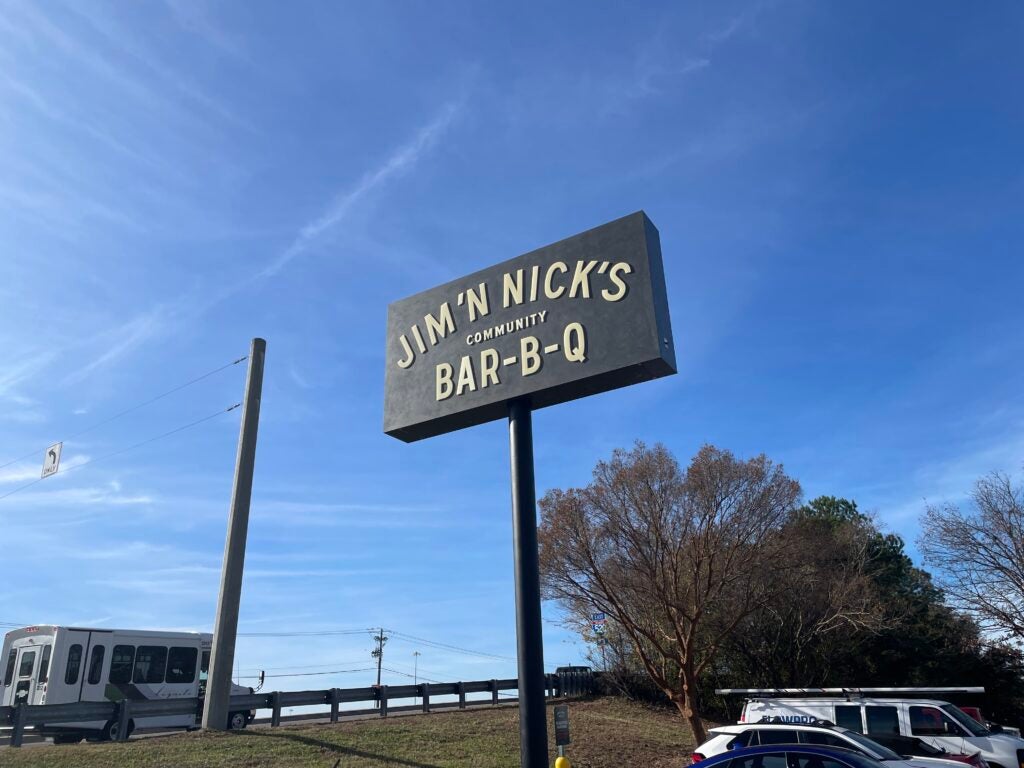 JIM 'N NICK'S
COMMUNITY
BAR-B-Q
ONLY